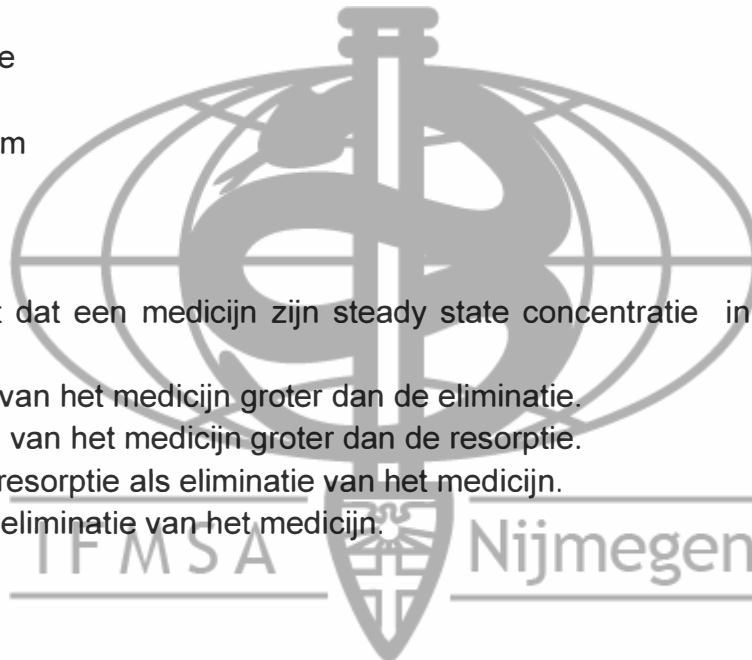 e
m
t dat een medicijn zijn steady state concentratie in
van het medicijn groter dan de eliminatie.
van het medicijn groter dan de resorptie.
resorptie als eliminatie van het medicijn.
eliminatie van het medicijn.
IFMSA Nijmegen